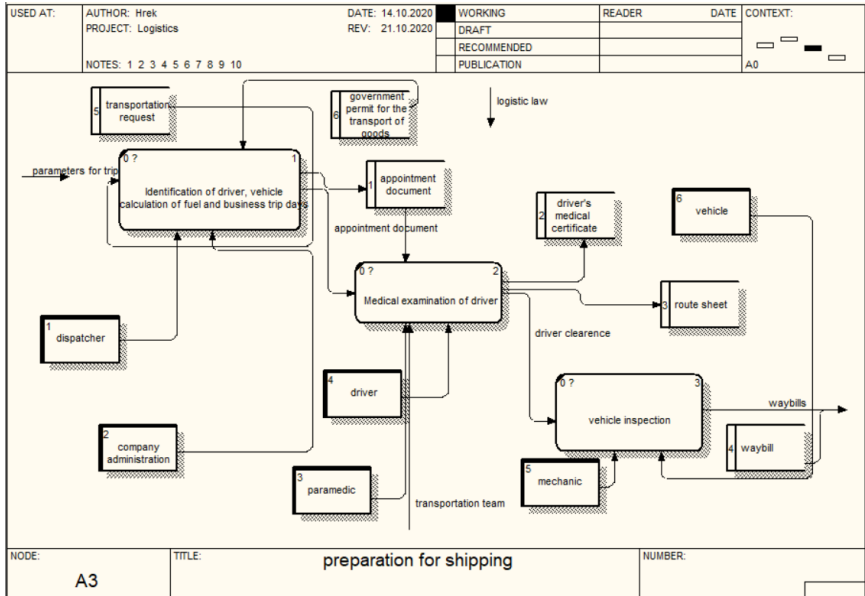 USED AT:
AUTHOR: Hrek
DATE: 14.10.2020
WORKING
READER
DATE
CONTEXT:
PROJECT: Logistics
REV: 21.10.2020
DRAFT
RECOMMENDED
NOTES: 1 2 3 4 5 6 7 8 9 10
PUBLICATION
A0
5
transportation
request
6
government
permit for the
transport of
goods
logistic law
parameters for trip
0 ?
1
Identification of driver, vehicle
calculation of fuel and business trip days
1
appointment
document
appointment document
2
driver's
medical
certificate
6
vehicle
0 ?
2
Medical examination of driver
3
route sheet
1
dispatcher
driver clearence
4
driver
0 ?
3
vehicle inspection
waybills
2
company
administration
4
waybill
3
paramedic
5
mechanic
transportation team
NODE:
A3
TITLE:
preparation for shipping
NUMBER: